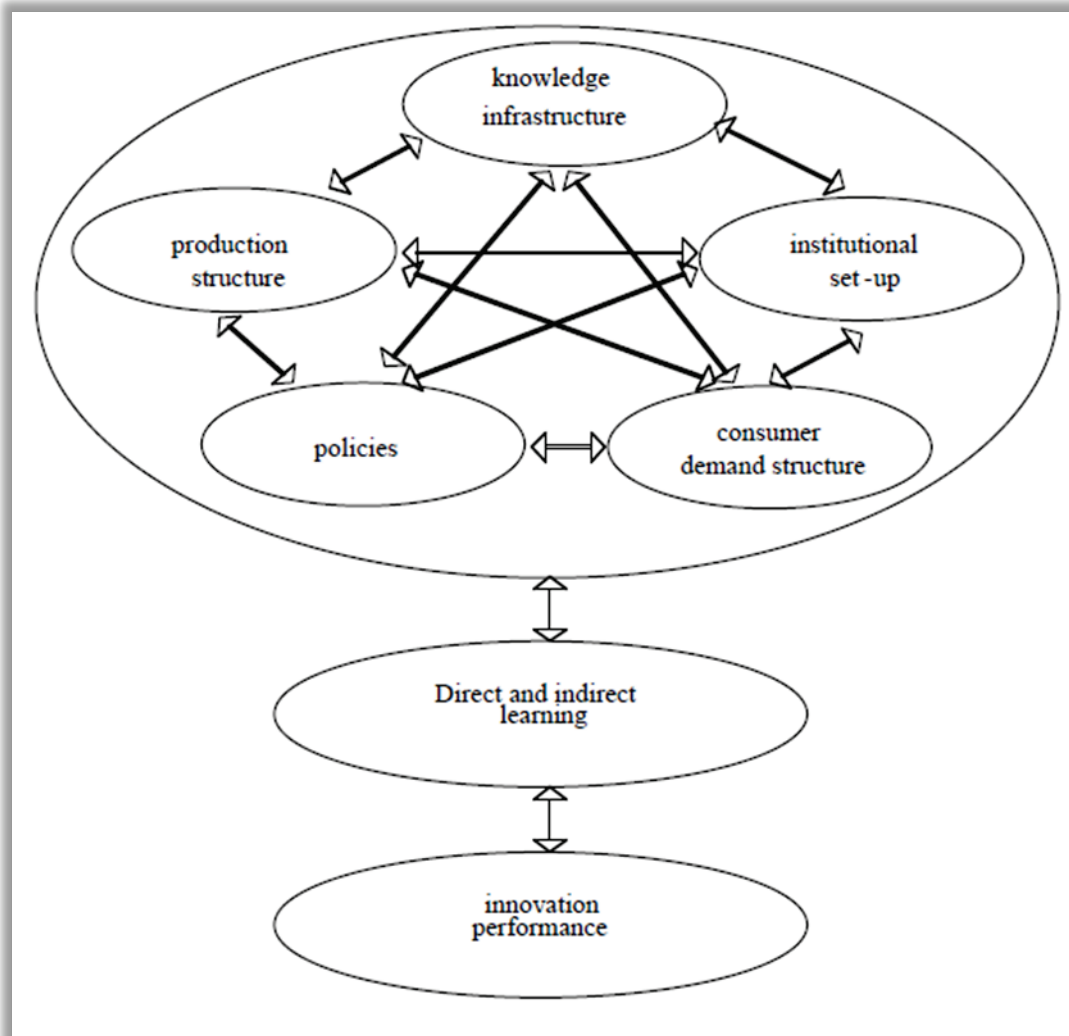 knowledge
infrastructure
production
structure
institutional
set-up
policies
consumer
demand structure
Direct and indirect
learning
innovation
performance